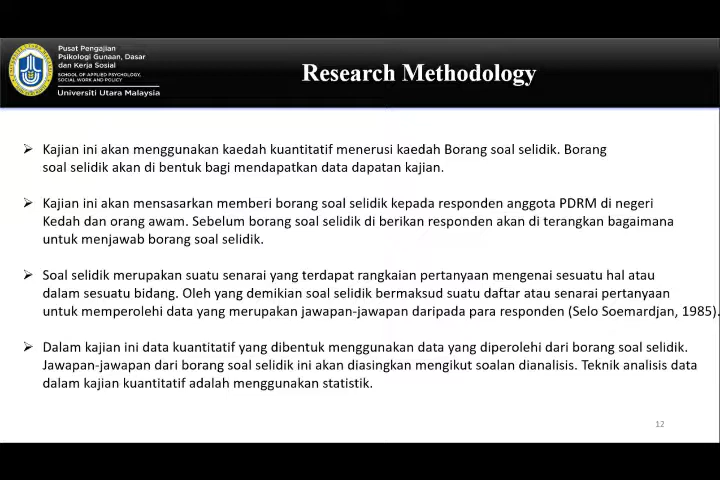 Pusat Pengajian
Psikologi Gunaan, Dasar
dan Kerja Sosial
SCHOOL OF APPLIED PSYCHOLOGY,
SOCIAL WORK AND POLICY
Universiti Utara Malaysia
Research Methodology
Kajian ini akan menggunakan kaedah kuantitatif menerusi kaedah Borang soal selidik. Borang
soal selidik akan di bentuk bagi mendapatkan data dapatan kajian.
Kajian ini akan mensasarkan memberi borang soal selidik kepada responden anggota PDRM di negeri
Kedah dan orang awam. Sebelum borang soal selidik di berikan responden akan di terangkan bagaimana
untuk menjawab borang soal selidik.
Soal selidik merupakan suatu senarai yang terdapat rangkaian pertanyaan mengenai sesuatu hal atau
dalam sesuatu bidang. Oleh yang demikian soal selidik bermaksud suatu daftar atau senarai pertanyaan
untuk memperolehi data yang merupakan jawapan-jawapan daripada para responden (Selo Soemardjan, 1985).
Dalam kajian ini data kuantitatif yang dibentuk menggunakan data yang diperolehi dari borang soal selidik.
Jawapan-jawapan dari borang soal selidik ini akan diasingkan mengikut soalan dianalisis. Teknik analisis data
dalam kajian kuantitatif adalah menggunakan statistik.
12